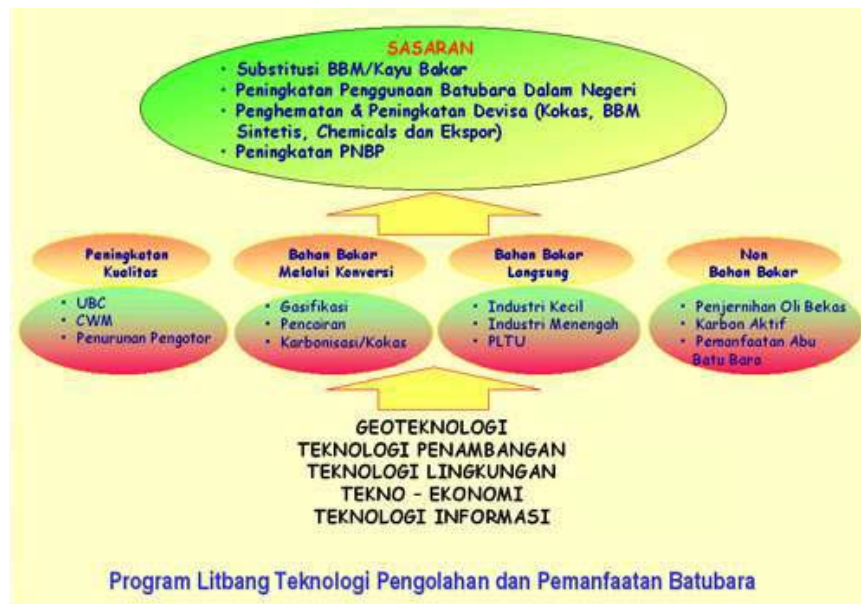 SASARAN
• Substitusi BBM/Kayu Bakar
• Peningkatan Penggunaan Batubara Dalam Negeri
• Penghematan & Peningkatan Devisa (Kokas, BBM
Sintetis, Chemicals dan Ekspor)
• Peningkatan PNBP
Peningkatan
Kualitas
• UBC
• CWM
• Penurunan Pengotor
Bahan Bakar
Melalui Konversi
• Gasifikasi
• Pencairan
• Karbonisasi/Kokas
Bahan Bakar
Langsung
• Industri Kecil
• Industri Menengah
• PLTU
Non
Bahan Bakar
• Penjernihan Oli Bekas
• Karbon Aktif
• Pemanfaatan Abu
Batu Bara
GEOTEKNOLOGI
TEKNOLOGI PENAMBANGAN
TEKNOLOGI LINGKUNGAN
TEKNO - EKONOMI
TEKNOLOGI INFORMASI
Program Litbang Teknologi Pengolahan dan Pemanfaatan Batubara